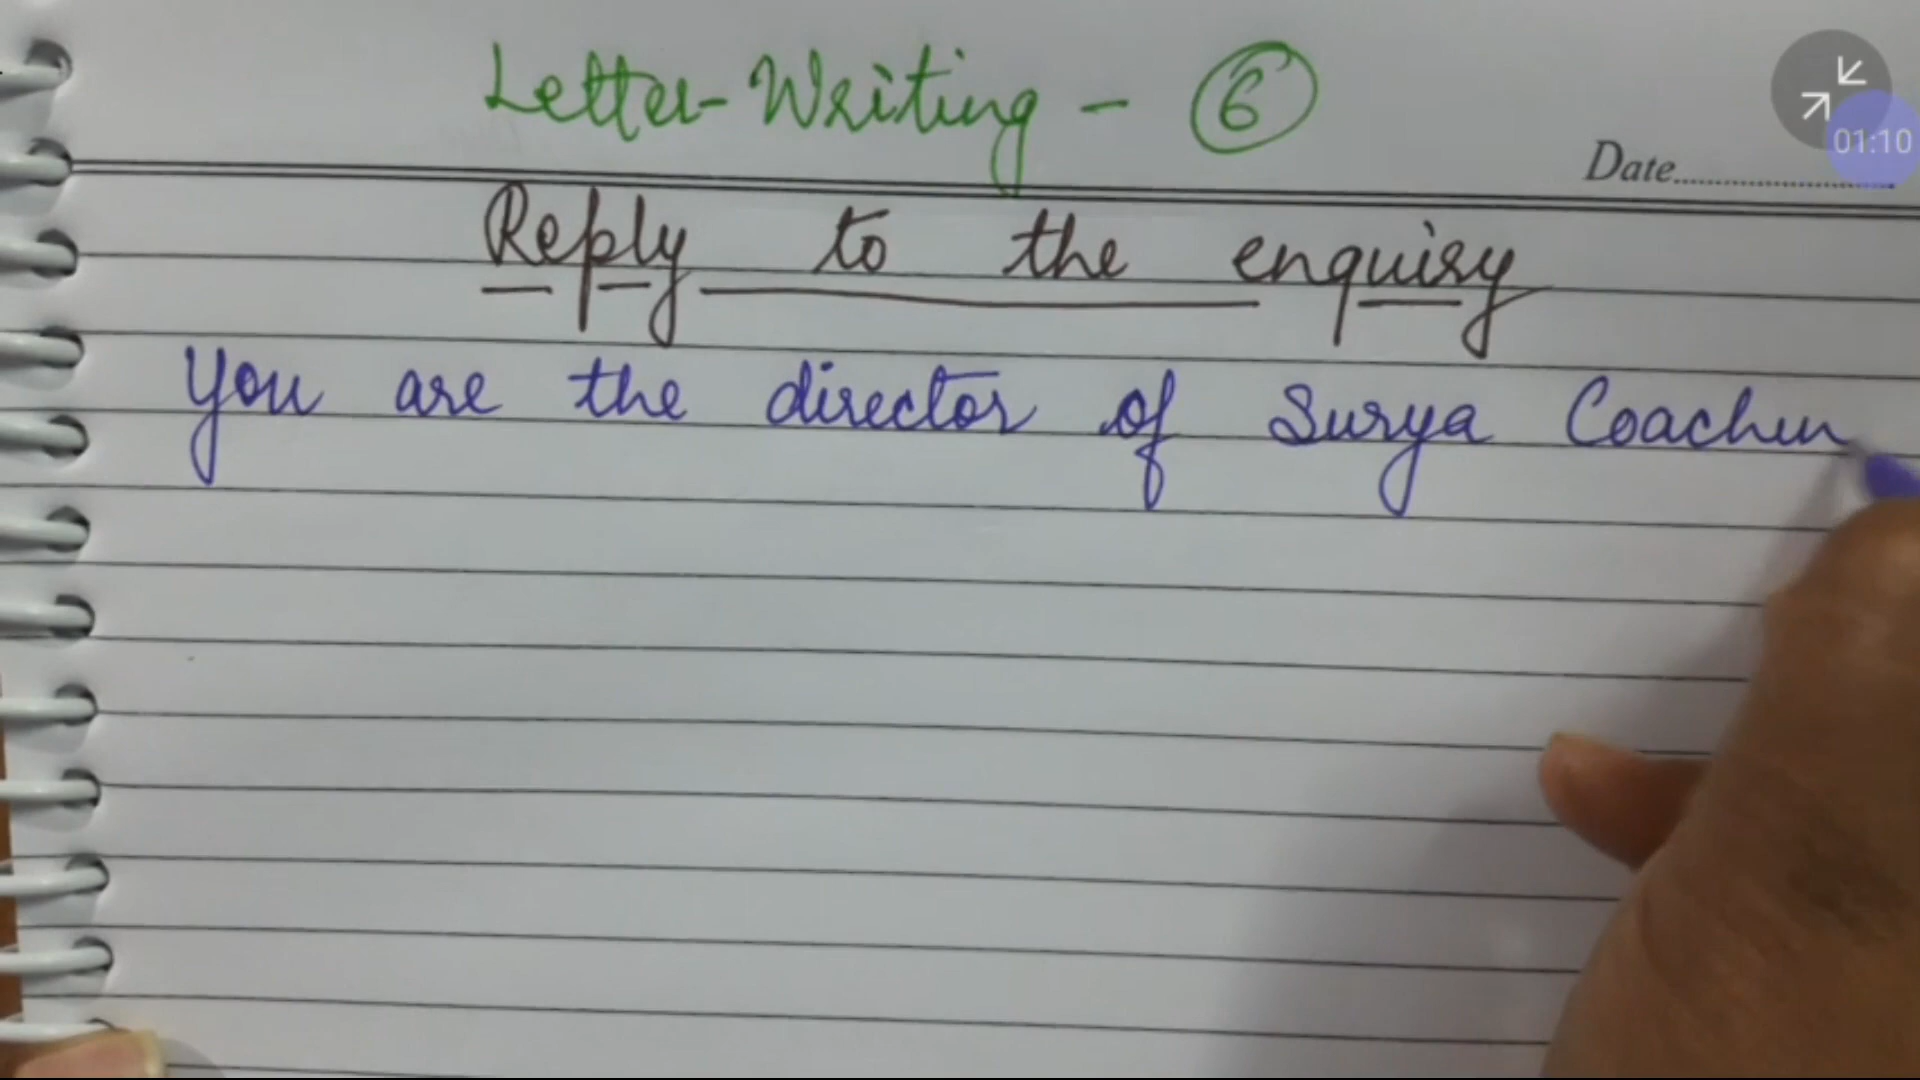 Letter-Writing - 6
01:10
Date
Reply to the enquiry
You are the director of Surya Coachin